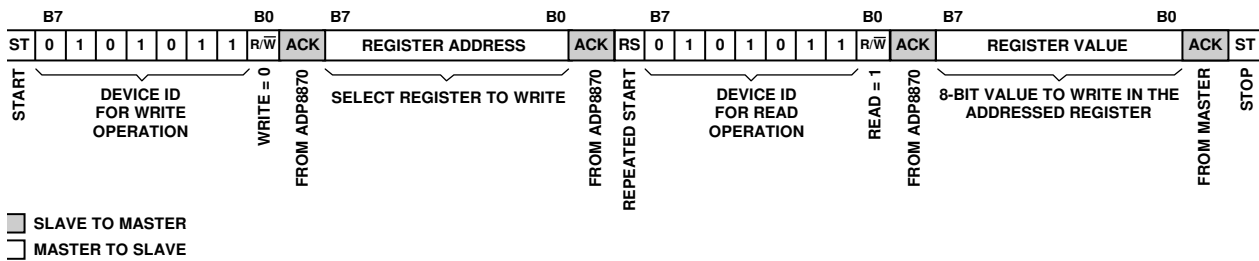 B7 B0 B7 B0 B7 B0 B7 B0
ST 0 1 0 1 0 1 1 R/W̅ ACK REGISTER ADDRESS ACK RS 0 1 0 1 0 1 1 R/W̅ ACK REGISTER VALUE ACK ST
START
DEVICE ID
FOR WRITE
OPERATION
WRITE = 0
FROM ADP8870
SELECT REGISTER TO WRITE
FROM ADP8870
REPEATED START
DEVICE ID
FOR READ
OPERATION
READ = 1
FROM ADP8870
8-BIT VALUE TO WRITE IN THE
ADDRESSED REGISTER
FROM MASTER
STOP
SLAVE TO MASTER
MASTER TO SLAVE